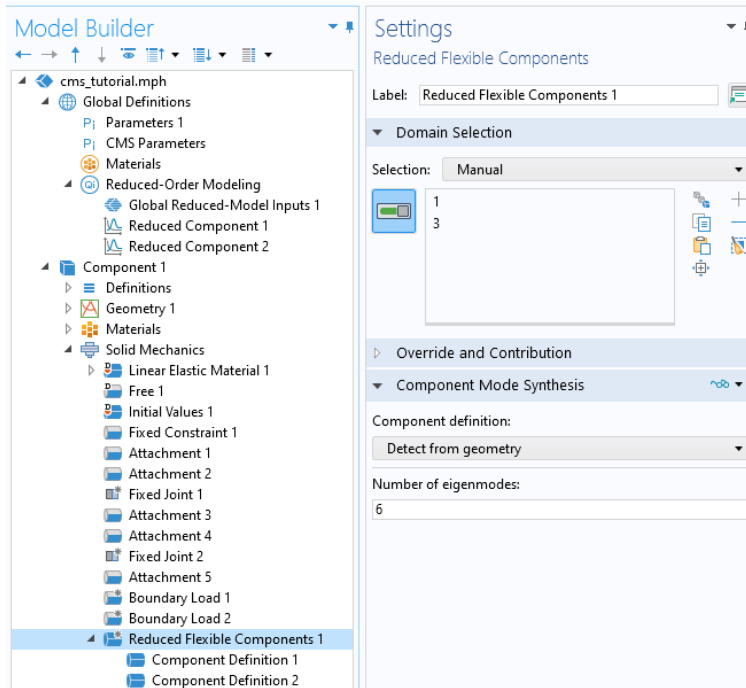 Model Builder
cms_tutorial.mph
Global Definitions
Pi Parameters 1
Pi CMS Parameters
Materials
Qi Reduced-Order Modeling
Global Reduced-Model Inputs 1
Reduced Component 1
Reduced Component 2
Component 1
Definitions
Geometry 1
Materials
Solid Mechanics
D Linear Elastic Material 1
D Free 1
D Initial Values 1
Fixed Constraint 1
Attachment 1
Attachment 2
Fixed Joint 1
Attachment 3
Attachment 4
Fixed Joint 2
Attachment 5
Boundary Load 1
Boundary Load 2
Reduced Flexible Components 1
Component Definition 1
Component Definition 2
Settings
Reduced Flexible Components
Label: Reduced Flexible Components 1
Domain Selection
Selection: Manual
1
3
Override and Contribution
Component Mode Synthesis
Component definition:
Detect from geometry
Number of eigenmodes:
6